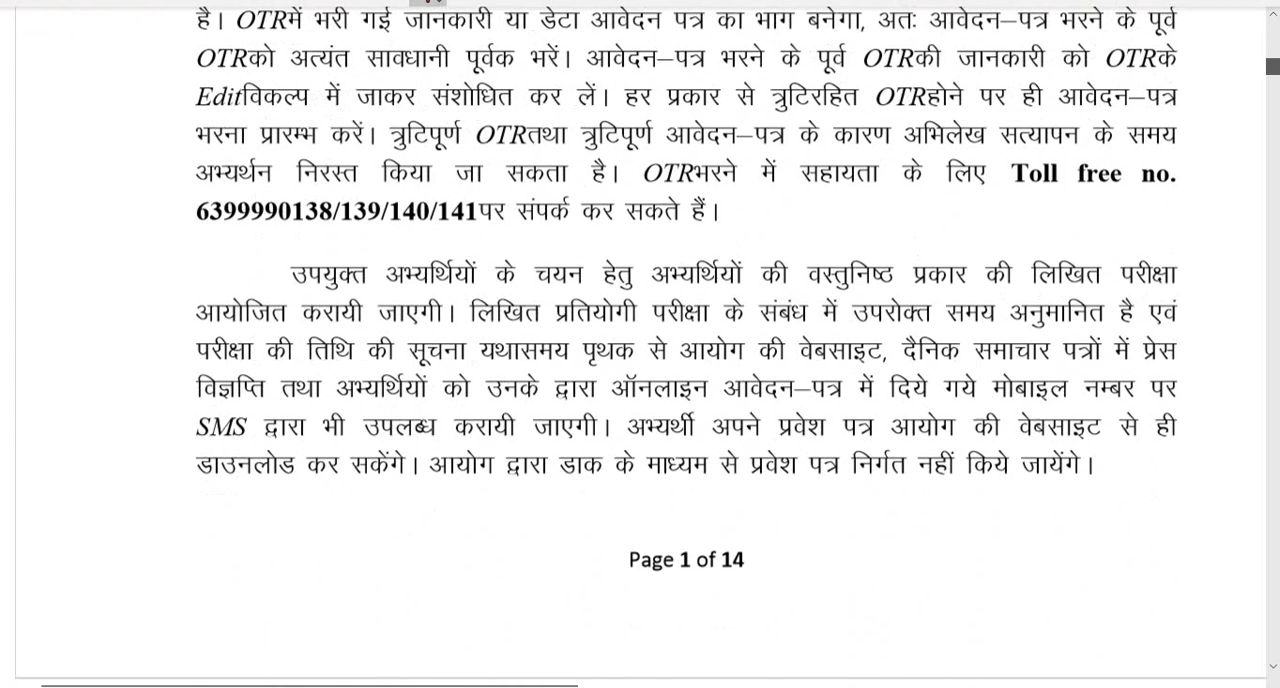 है। OTRमें भरी गई जानकारी या डेटा आवेदन पत्र का भाग बनेगा, अतः आवेदन–पत्र भरने के पूर्व
OTRको अत्यंत सावधानी पूर्वक भरें। आवेदन–पत्र भरने के पूर्व OTRकी जानकारी को OTRके
Editविकल्प में जाकर संशोधित कर लें। हर प्रकार से त्रुटिरहित OTRहोने पर ही आवेदन–पत्र
भरना प्रारम्भ करें। त्रुटिपूर्ण OTRतथा त्रुटिपूर्ण आवेदन–पत्र के कारण अभिलेख सत्यापन के समय
अभ्यर्थन निरस्त किया जा सकता है। OTRभरने में सहायता के लिए Toll free no.
6399990138/139/140/141पर संपर्क कर सकते हैं।
उपयुक्त अभ्यर्थियों के चयन हेतु अभ्यर्थियों की वस्तुनिष्ठ प्रकार की लिखित परीक्षा
आयोजित करायी जाएगी। लिखित प्रतियोगी परीक्षा के संबंध में उपरोक्त समय अनुमानित है एवं
परीक्षा की तिथि की सूचना यथासमय पृथक से आयोग की वेबसाइट, दैनिक समाचार पत्रों में प्रेस
विज्ञप्ति तथा अभ्यर्थियों को उनके द्वारा ऑनलाइन आवेदन–पत्र में दिये गये मोबाइल नम्बर पर
SMS द्वारा भी उपलब्ध करायी जाएगी। अभ्यर्थी अपने प्रवेश पत्र आयोग की वेबसाइट से ही
डाउनलोड कर सकेंगे। आयोग द्वारा डाक के माध्यम से प्रवेश पत्र निर्गत नहीं किये जायेंगे।
Page 1 of 14